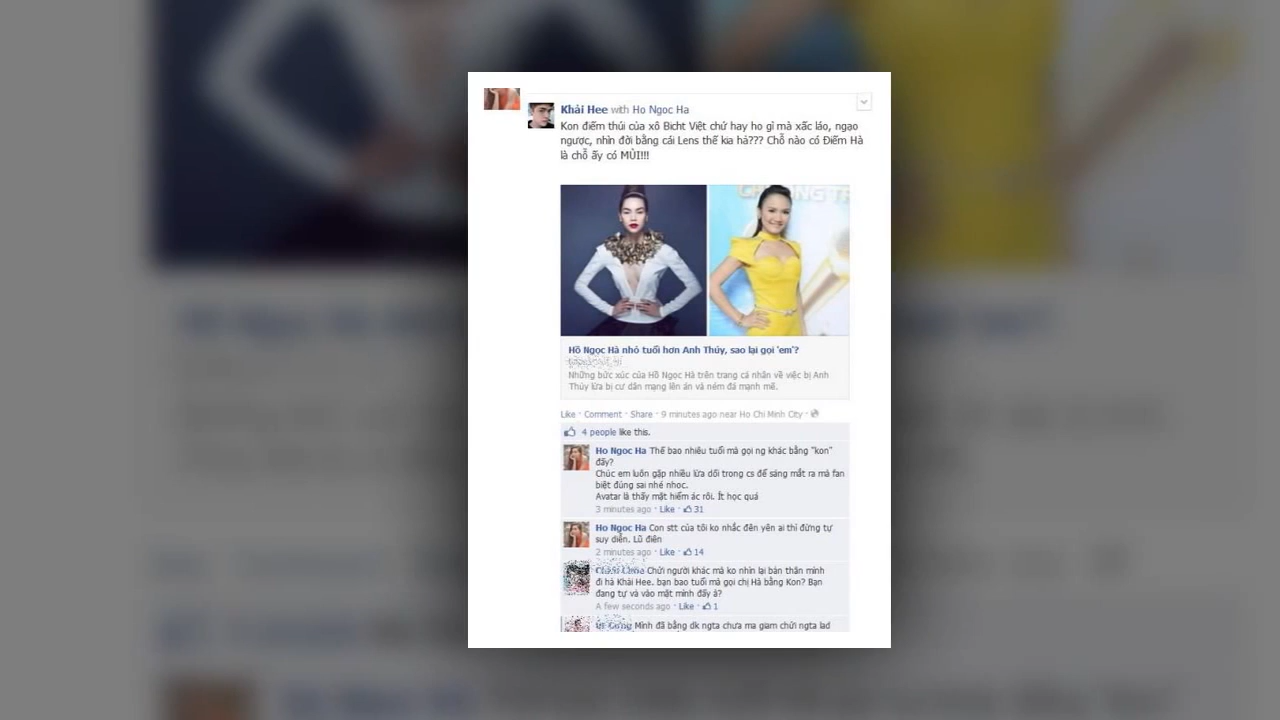 Khải Hee with Ho Ngoc Ha
Kon điếm thúi của xô Bicht Việt chứ hay ho gì mà xấc láo, ngạo
ngược, nhìn đời bằng cái Lens thế kia hả??? Chỗ nào có Điếm Hà
là chỗ ấy có MÙI!!!
Hồ Ngọc Hà nhỏ tuổi hơn Anh Thúy, sao lại gọi 'em'?
Những bức xúc của Hồ Ngọc Hà trên trang cá nhân về việc bị Anh
Thúy lừa bị cư dân mạng lên án và ném đá mạnh mẽ.
Like · Comment · Share · 9 minutes ago near Ho Chi Minh City ·
4 people like this.
Ho Ngoc Ha Thế bao nhiêu tuổi mà gọi ng khác bằng "kon"
đấy?
Chúc em luôn gặp nhiều lừa dối trong cs để sáng mắt ra mà fan
biệt đúng sai nhé nhoc.
Avatar là thấy mặt hiểm ác rồi. Ít học quá
3 minutes ago · Like · 31
Ho Ngoc Ha Con stt của tôi ko nhắc đên yên ai thì đừng tự
suy diễn. Lũ điên
2 minutes ago · Like · 14
Chửi người khác mà ko nhìn lại bản thân mình
đi hả Khải Hee. bạn bao tuổi mà gọi chị Hà bằng Kon? Bạn
đang tự vả vào mặt mình đấy à?
A few seconds ago · Like · 1
Mình đã bằng dk ngta chưa ma giam chửi ngta lad